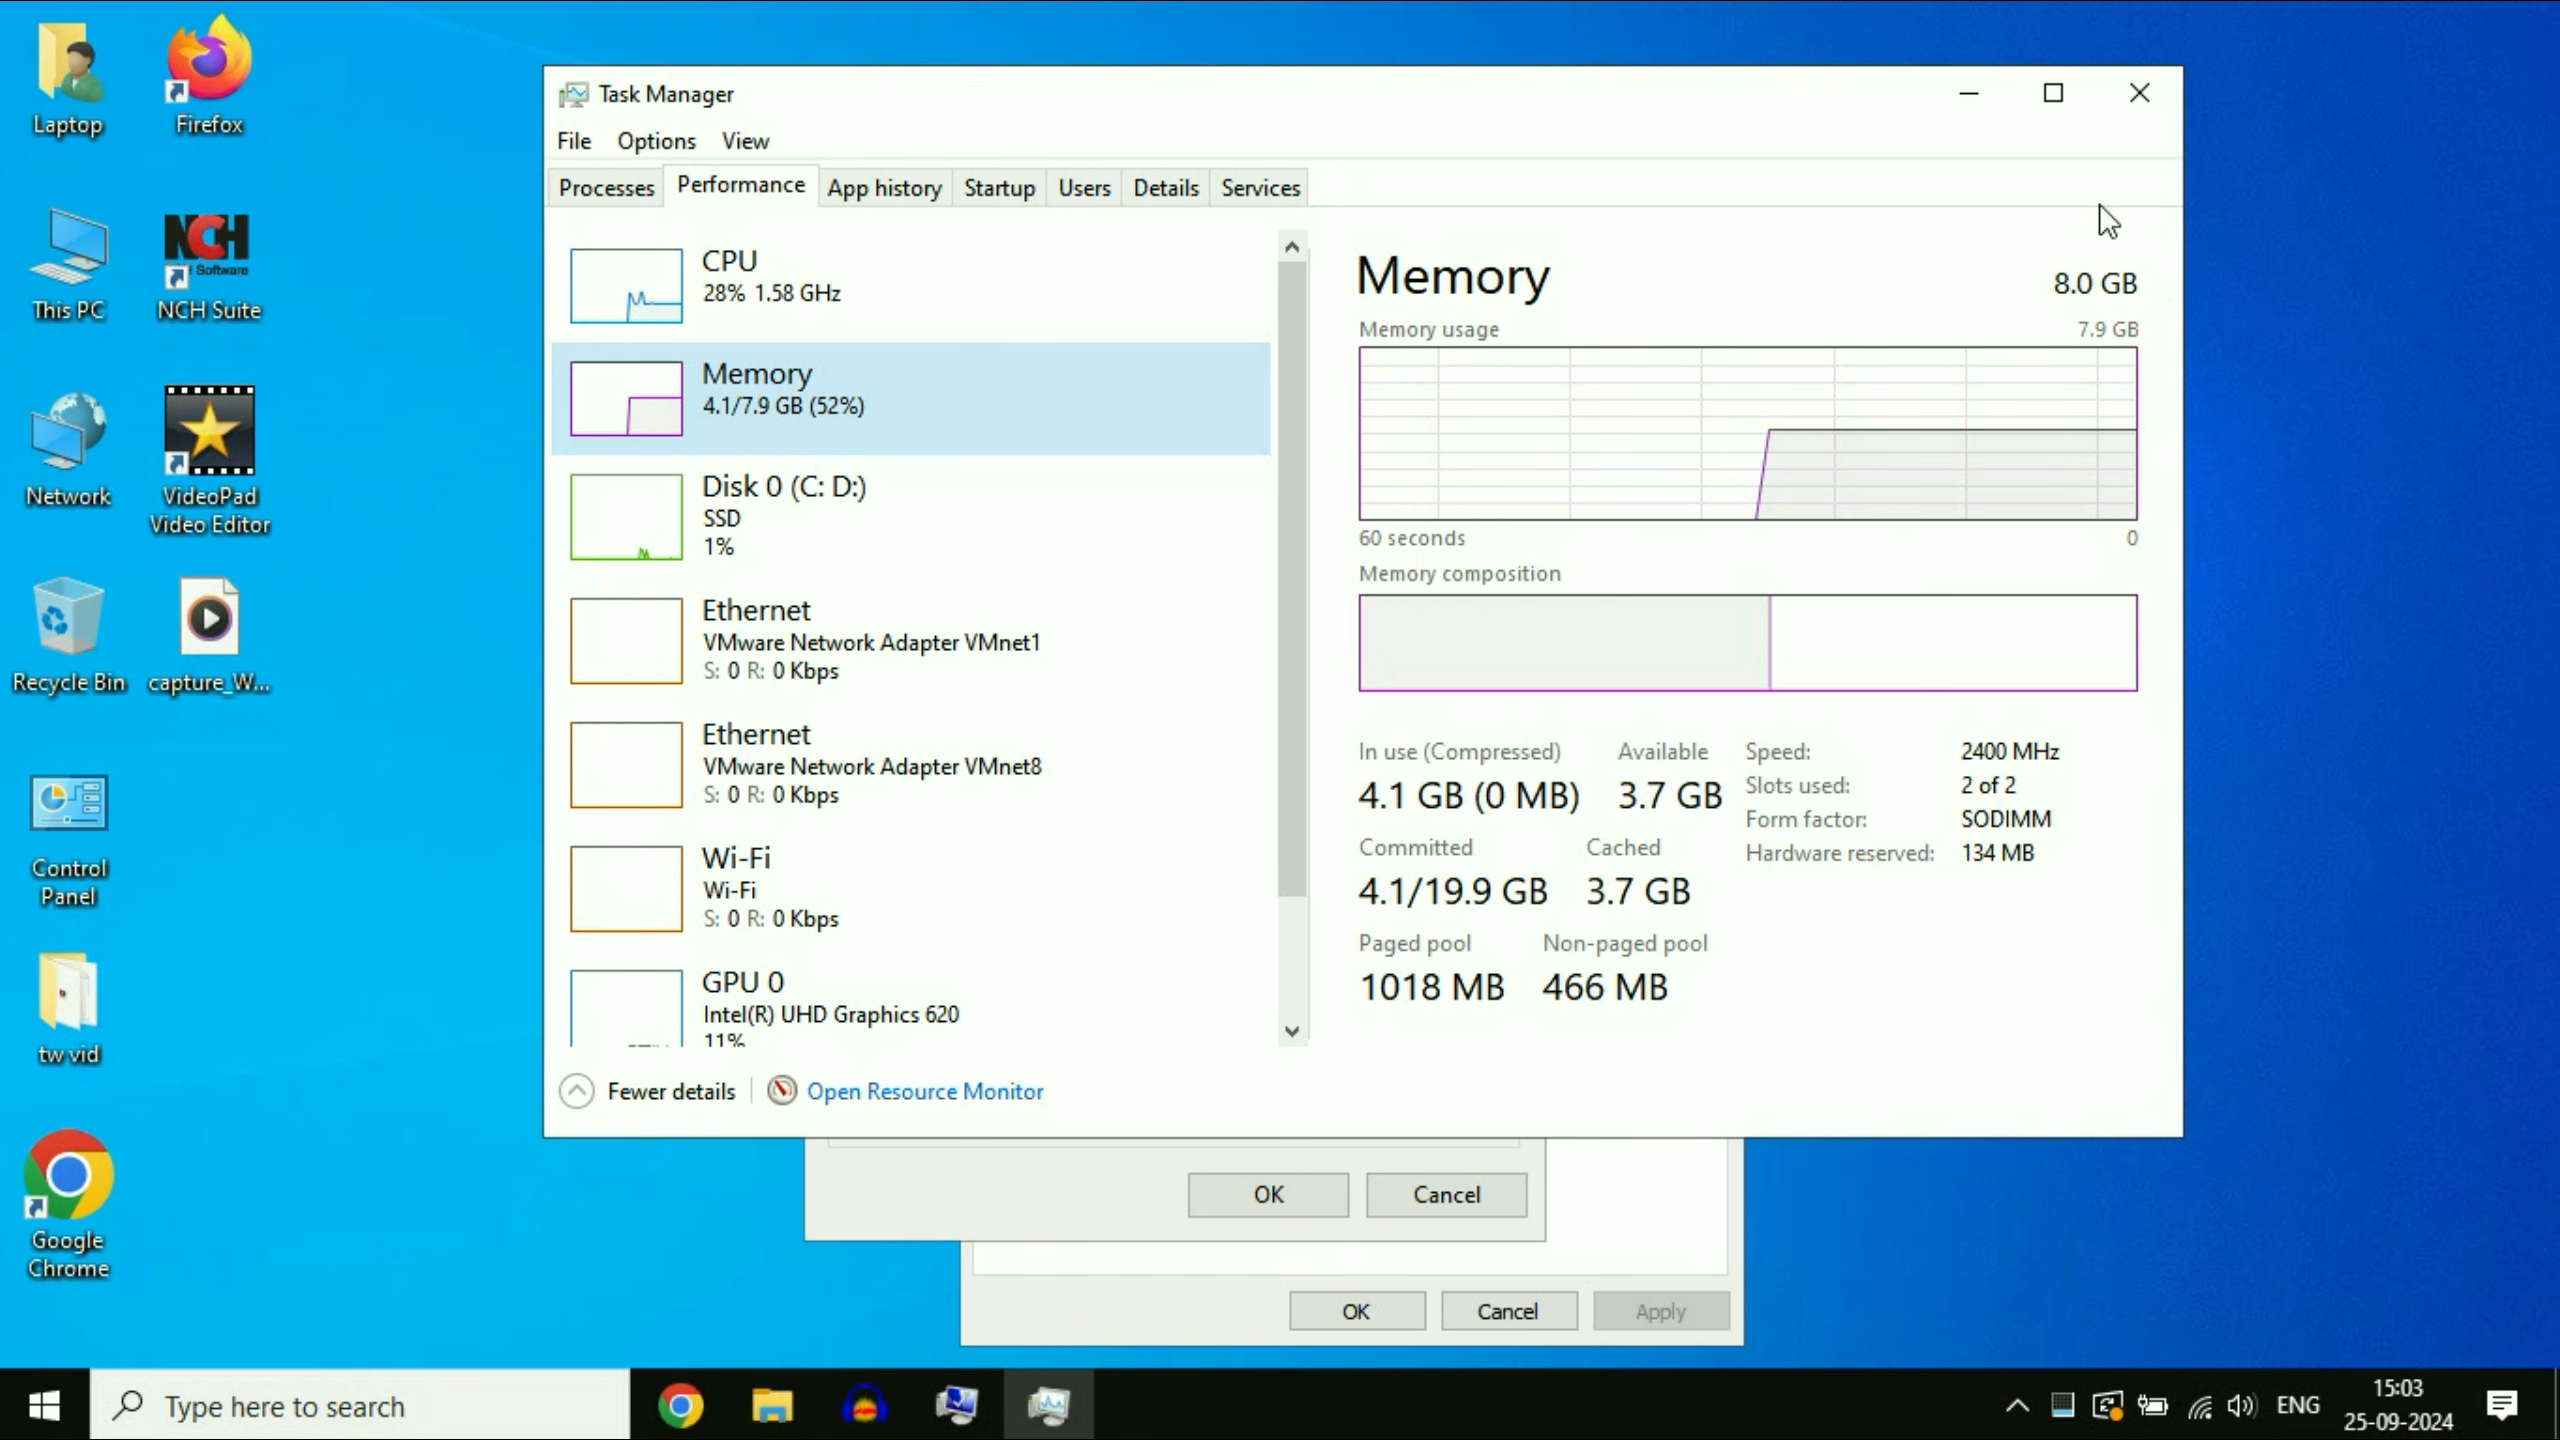 Laptop
Firefox
This PC
NCH
Software
NCH Suite
Network
VideoPad
Video Editor
Recycle Bin
capture_W...
Control
Panel
tw vid
Google
Chrome
Task Manager
File Options View
Processes Performance App history Startup Users Details Services
CPU
28% 1.58 GHz
Memory
4.1/7.9 GB (52%)
Disk 0 (C: D:)
SSD
1%
Ethernet
VMware Network Adapter VMnet1
S: 0 R: 0 Kbps
Ethernet
VMware Network Adapter VMnet8
S: 0 R: 0 Kbps
Wi-Fi
Wi-Fi
S: 0 R: 0 Kbps
GPU 0
Intel(R) UHD Graphics 620
11%
Memory 8.0 GB
Memory usage 7.9 GB
60 seconds 0
Memory composition
In use (Compressed) Available
4.1 GB (0 MB) 3.7 GB
Committed Cached
4.1/19.9 GB 3.7 GB
Paged pool Non-paged pool
1018 MB 466 MB
Speed: 2400 MHz
Slots used: 2 of 2
Form factor: SODIMM
Hardware reserved: 134 MB
Fewer details Open Resource Monitor
OK Cancel
OK Cancel Apply
Type here to search
ENG
15:03
25-09-2024